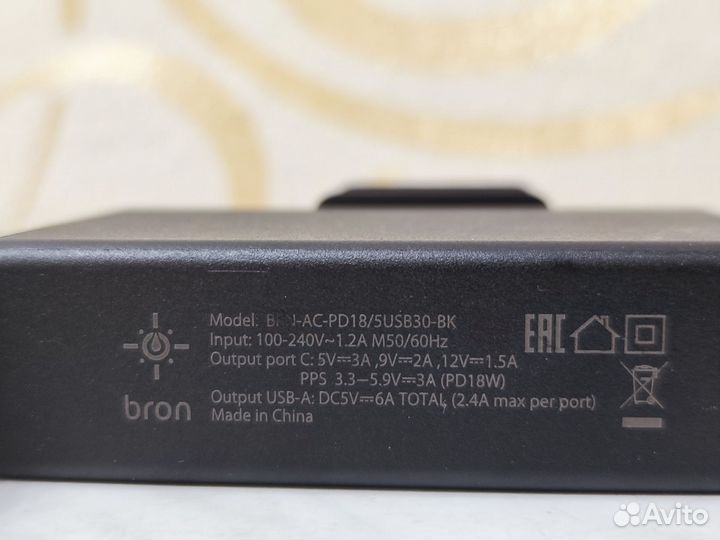 Model: BRN-AC-PD18/5USB30-BK
Input: 100-240V~1.2A M50/60Hz
Output port C: 5V⎓3A ,9V⎓2A ,12V⎓1.5A
PPS 3.3—5.9V⎓3A (PD18W)
Output USB-A: DC5V⎓6A TOTAL, (2.4A max per port)
Made in China
bron
EAC
Avito